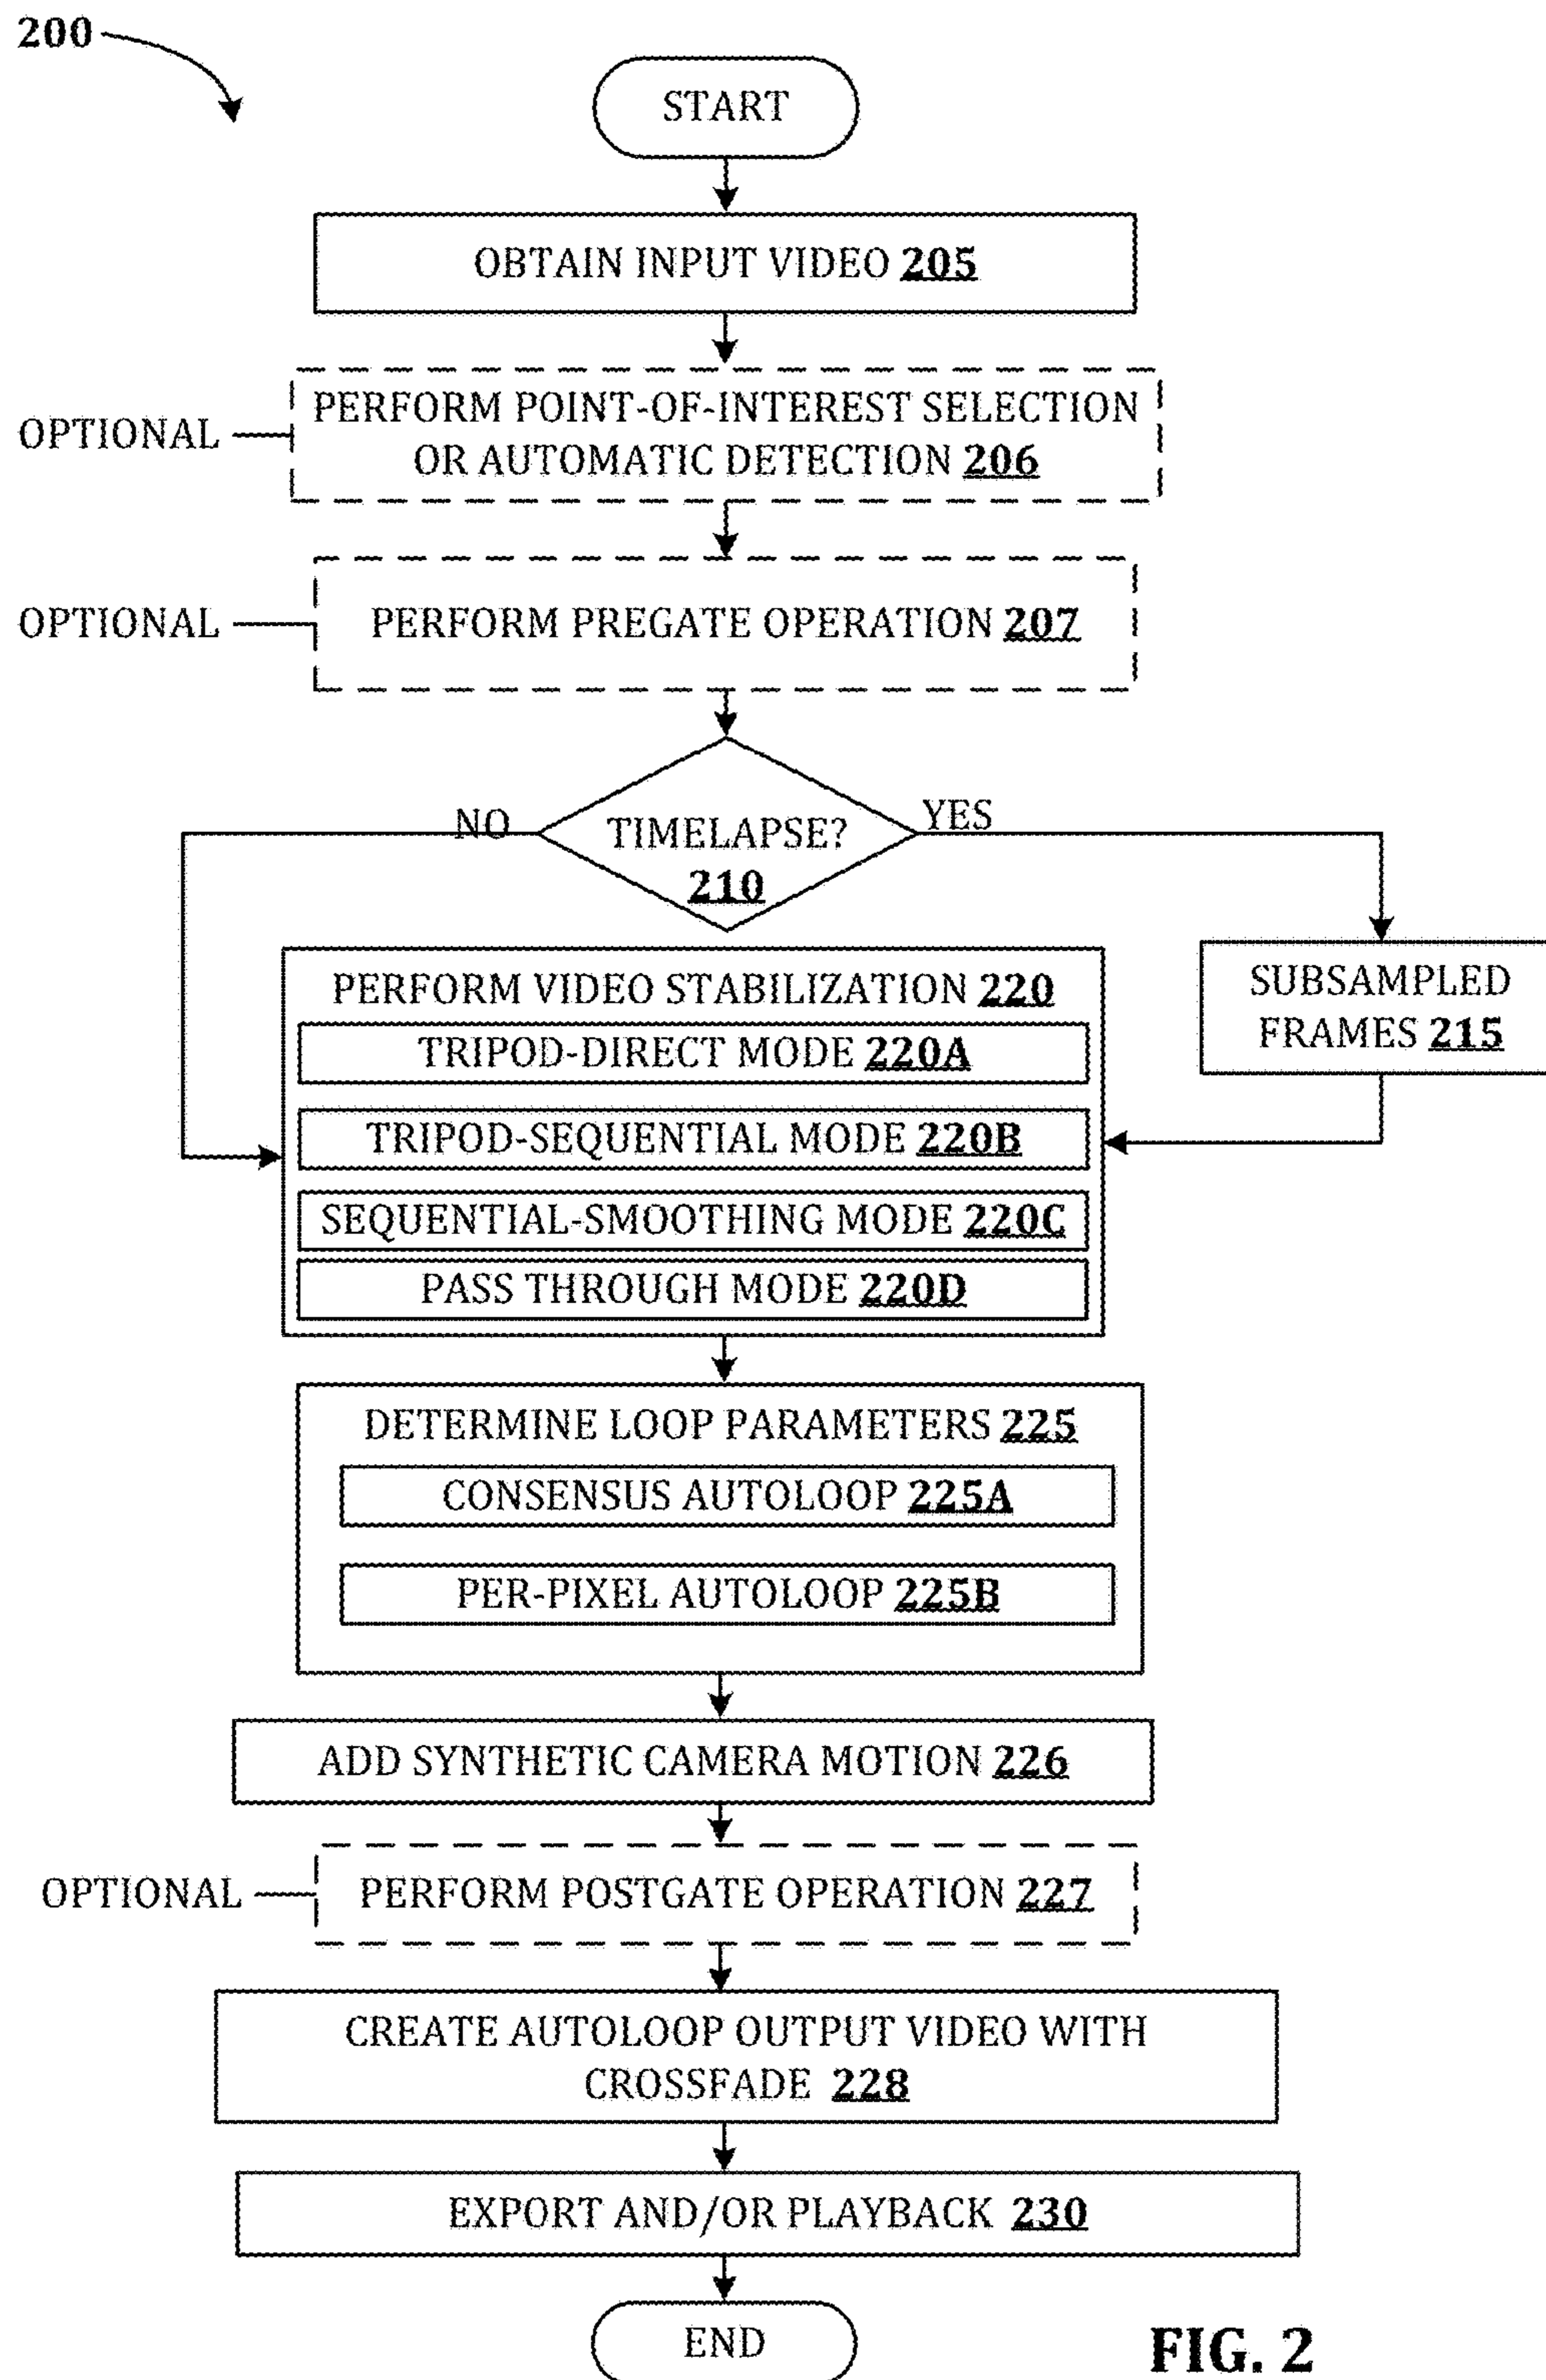 200
START
OBTAIN INPUT VIDEO 205
OPTIONAL
PERFORM POINT-OF-INTEREST SELECTION
OR AUTOMATIC DETECTION 206
OPTIONAL
PERFORM PREGATE OPERATION 207
NO
TIMELAPSE?
210
YES
SUBSAMPLED
FRAMES 215
PERFORM VIDEO STABILIZATION 220
TRIPOD-DIRECT MODE 220A
TRIPOD-SEQUENTIAL MODE 220B
SEQUENTIAL-SMOOTHING MODE 220C
PASS THROUGH MODE 220D
DETERMINE LOOP PARAMETERS 225
CONSENSUS AUTOLOOP 225A
PER-PIXEL AUTOLOOP 225B
ADD SYNTHETIC CAMERA MOTION 226
OPTIONAL
PERFORM POSTGATE OPERATION 227
CREATE AUTOLOOP OUTPUT VIDEO WITH
CROSSFADE 228
EXPORT AND/OR PLAYBACK 230
END
FIG. 2